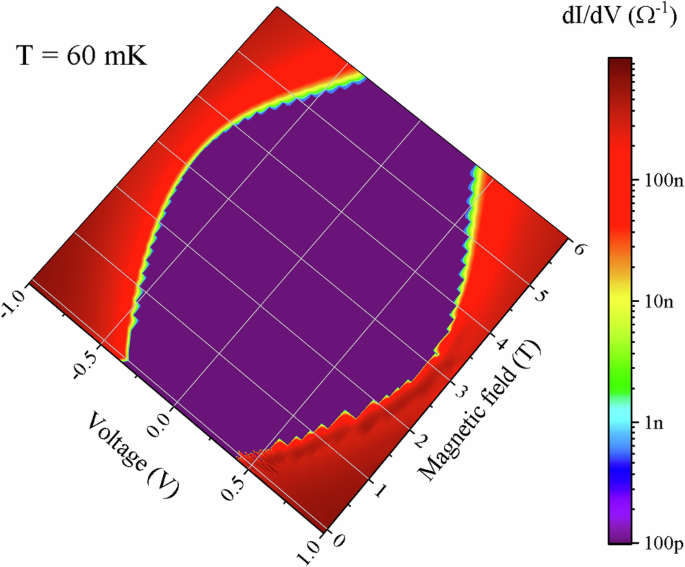 dI/dV (Ω⁻¹)
T = 60 mK
100n
10n
1n
100p
-1.0
-0.5
0.0
0.5
1.0
Voltage (V)
0
1
2
3
4
5
6
Magnetic field (T)